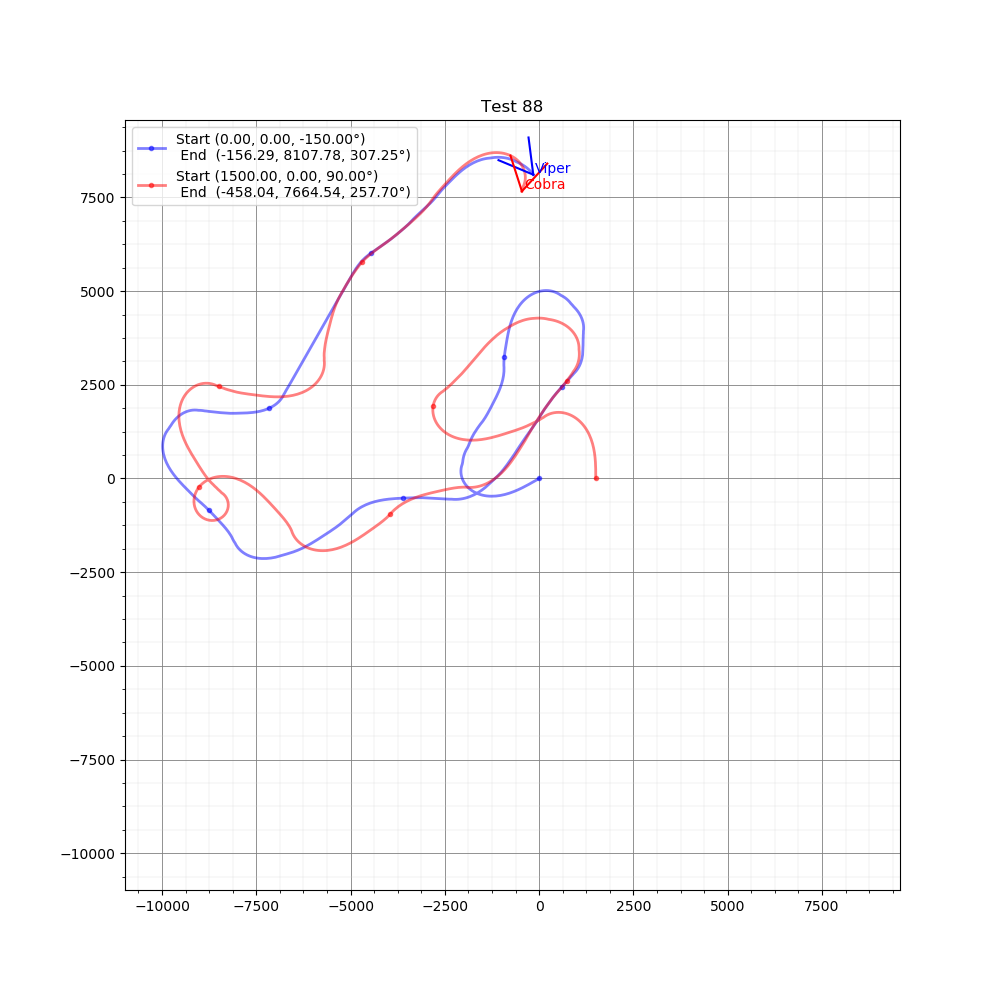 Test 88
Start (0.00, 0.00, -150.00°)
End  (-156.29, 8107.78, 307.25°)
Start (1500.00, 0.00, 90.00°)
End  (-458.04, 7664.54, 257.70°)
Viper
Cobra
7500
5000
2500
0
−2500
−5000
−7500
−10000
−10000 −7500 −5000 −2500 0 2500 5000 7500